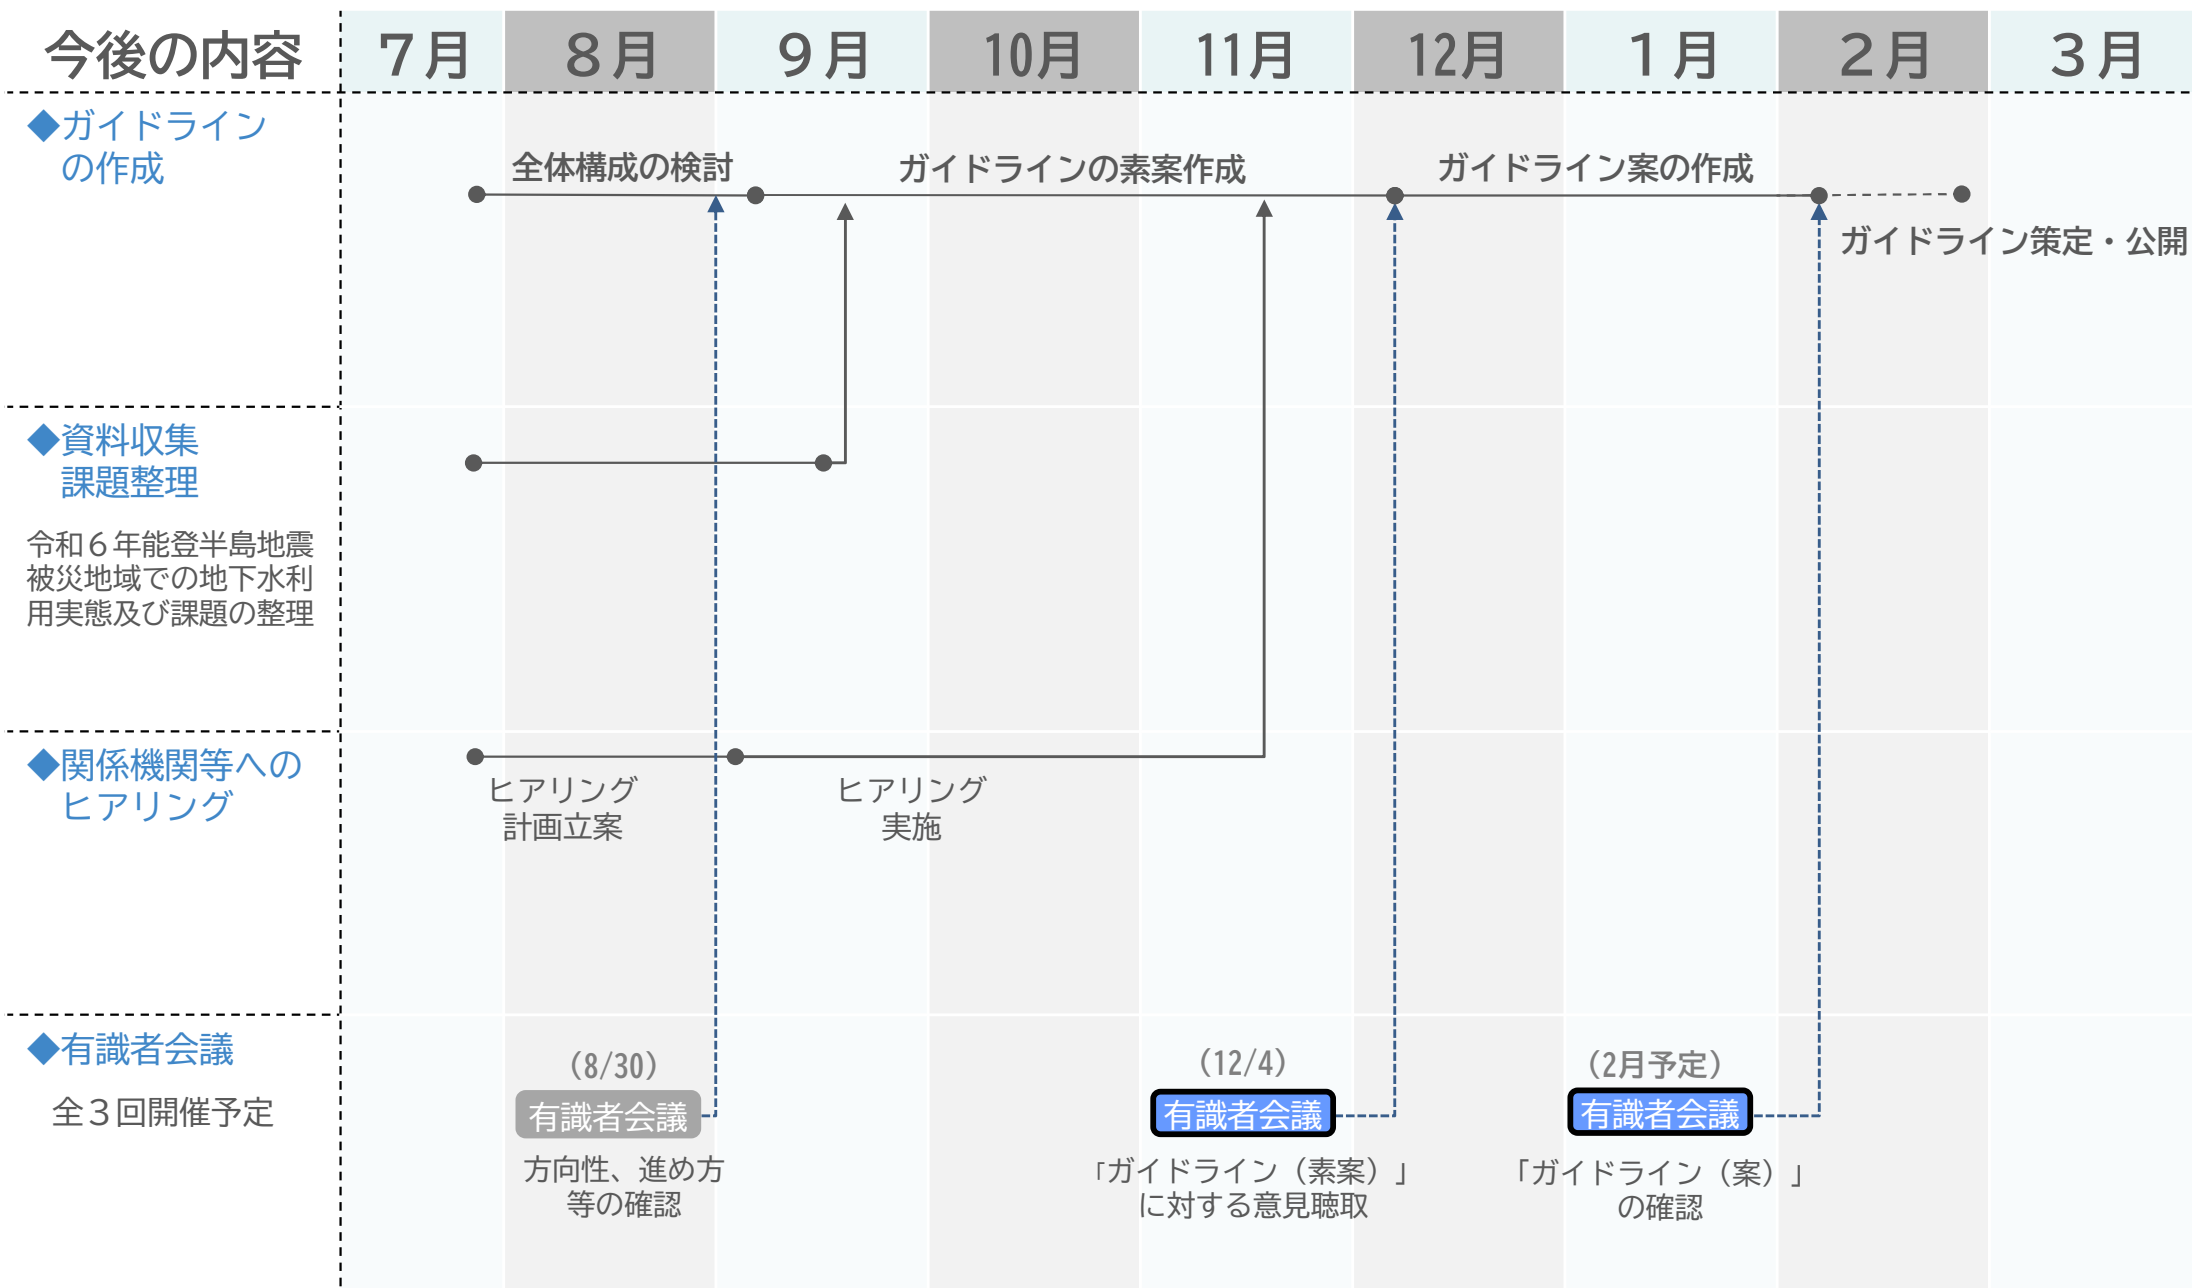 今後の内容
7月
8月
9月
10月
11月
12月
1月
2月
3月
◆ガイドライン
の作成
全体構成の検討
ガイドラインの素案作成
ガイドライン案の作成
ガイドライン策定・公開
◆資料収集
課題整理
令和6年能登半島地震
被災地域での地下水利
用実態及び課題の整理
◆関係機関等への
ヒアリング
ヒアリング
計画立案
ヒアリング
実施
◆有識者会議
全3回開催予定
(8/30)
有識者会議
方向性、進め方
等の確認
(12/4)
有識者会議
「ガイドライン(素案)」
に対する意見聴取
(2月予定)
有識者会議
「ガイドライン(案)」
の確認